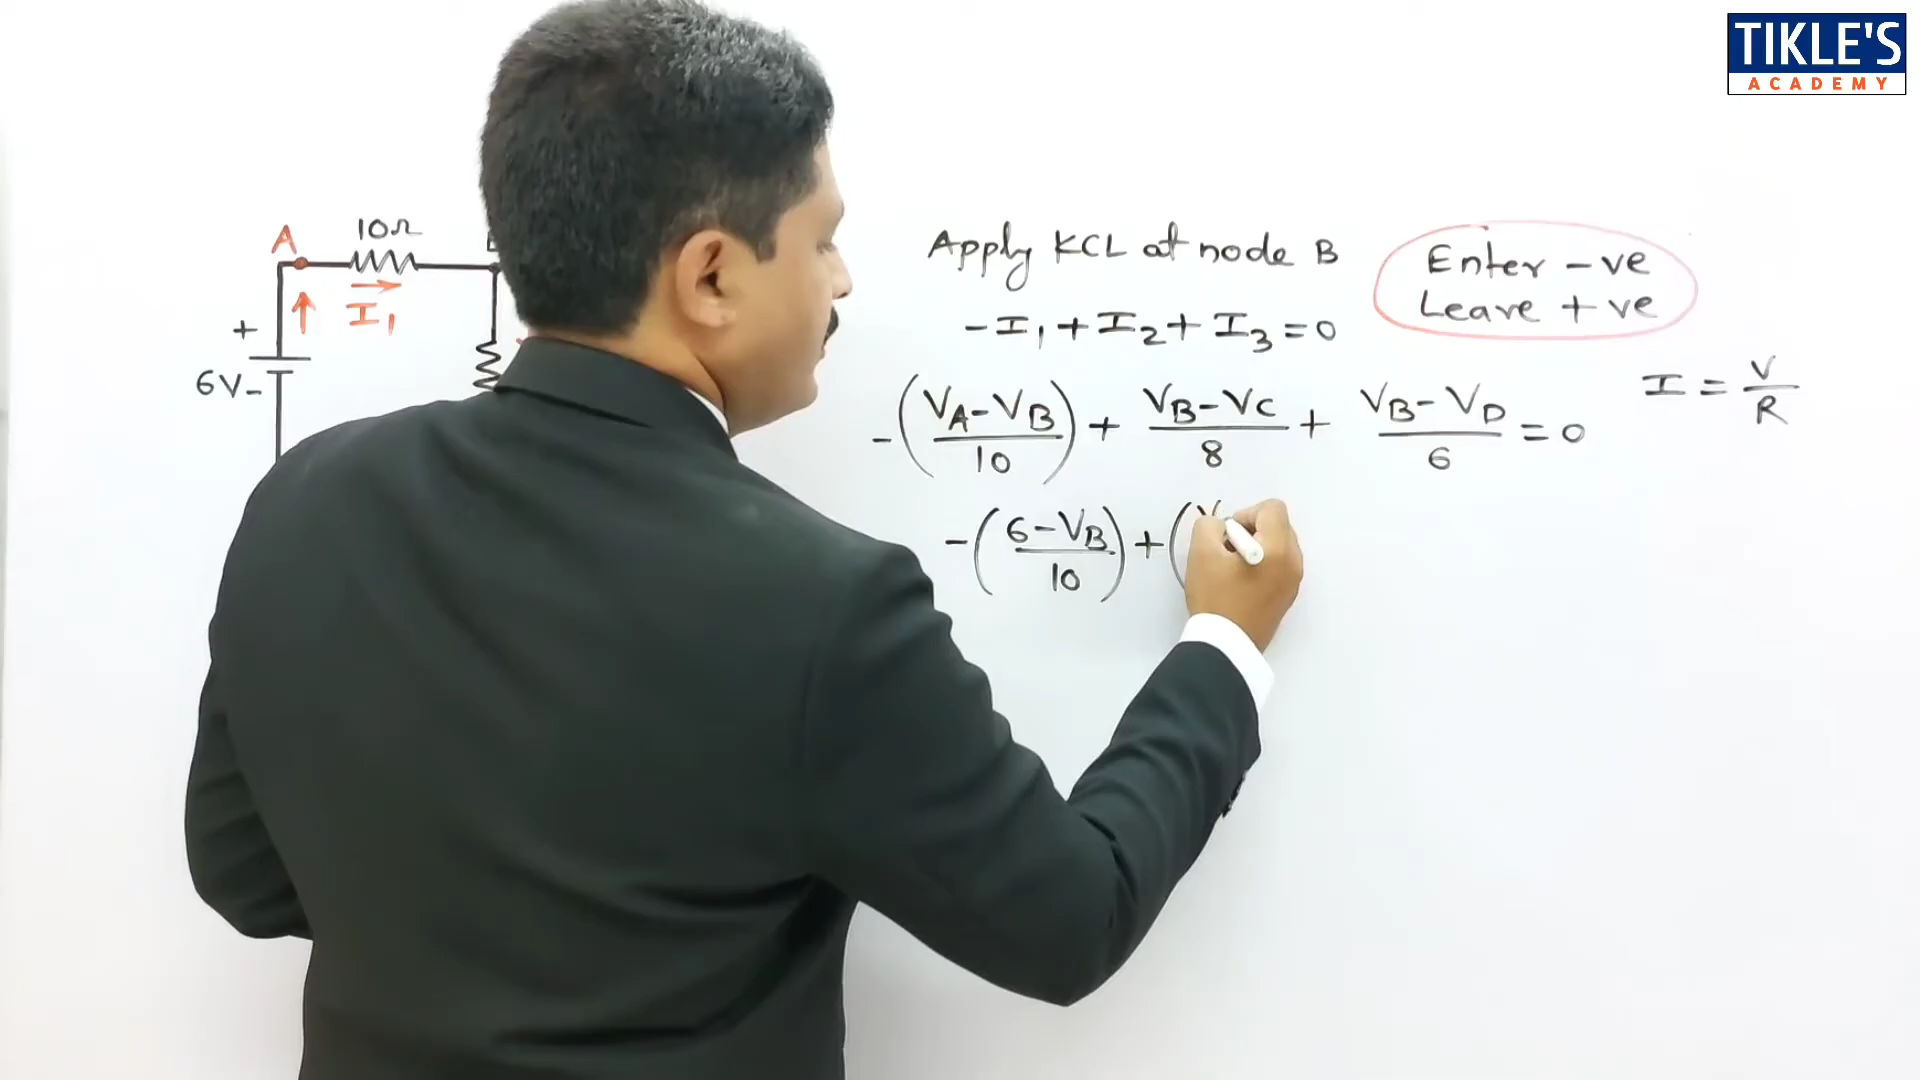 TIKLE'S
ACADEMY
A
10Ω
I₁
+
6V-
Apply KCL at node B
Enter -ve
Leave +ve
-I₁ + I₂ + I₃ = 0
I = V/R
-(VA-VB/10) + VB-VC/8 + VB-VD/6 = 0
-(6-VB/10) + (V